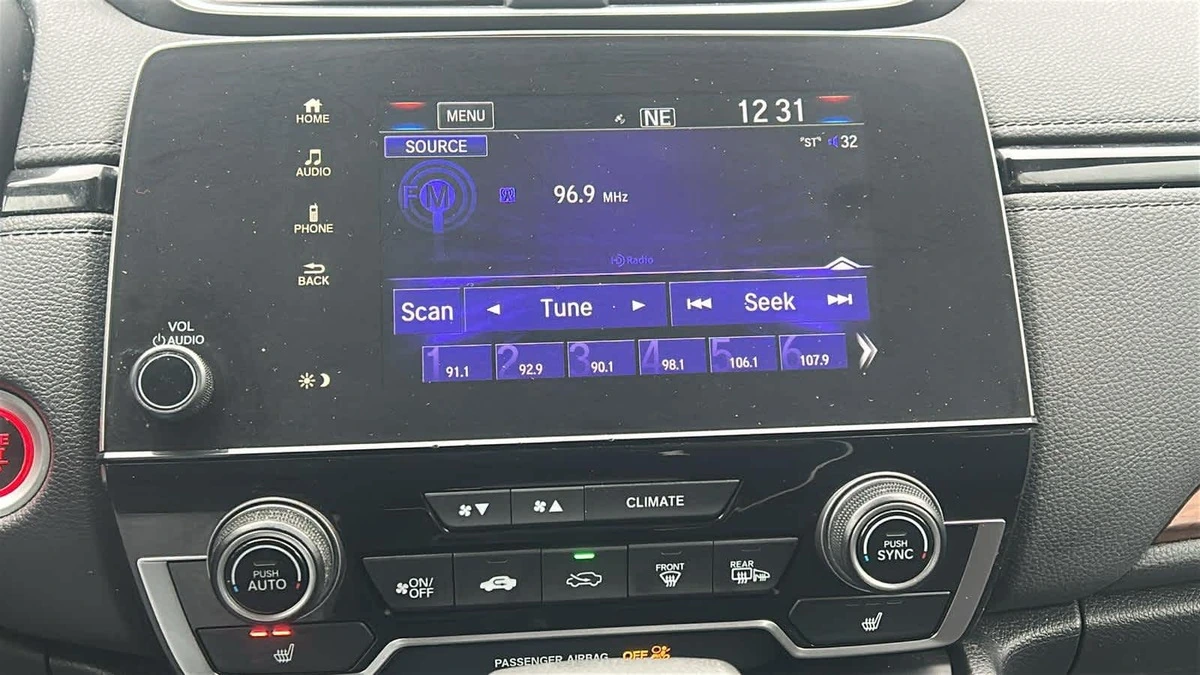 HOME
AUDIO
PHONE
BACK
VOL
AUDIO
MENU
NE
12 31
SOURCE
"ST"
32
FM
96.9 MHz
HD Radio
Scan
Tune
Seek
1 91.1
2 92.9
3 90.1
4 98.1
5 106.1
6 107.9
CLIMATE
PUSH
AUTO
ON/
OFF
FRONT
REAR
PUSH
SYNC
PASSENGER AIRBAG OFF